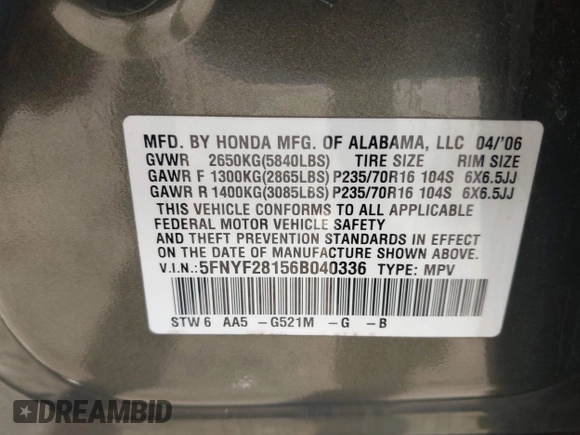 MFD. BY HONDA MFG. OF ALABAMA, LLC 04/'06
GVWR 2650KG(5840LBS) TIRE SIZE RIM SIZE
GAWR F 1300KG(2865LBS) P235/70R16 104S 6X6.5JJ
GAWR R 1400KG(3085LBS) P235/70R16 104S 6X6.5JJ
THIS VEHICLE CONFORMS TO ALL APPLICABLE
FEDERAL MOTOR VEHICLE SAFETY
AND THEFT PREVENTION STANDARDS IN EFFECT
ON THE DATE OF MANUFACTURE SHOWN ABOVE.
V.I.N.:5FNYF28156B040336 TYPE: MPV
STW6 AA5 -G521M -G -B
DREAMBID